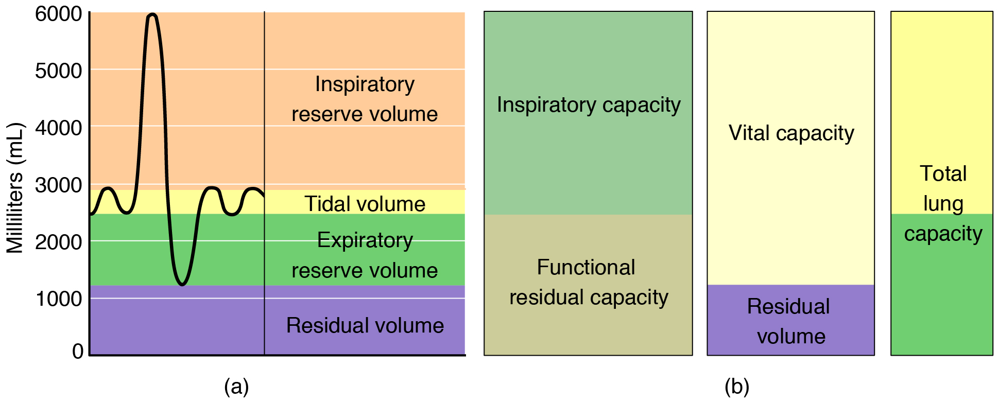 6000
5000
4000
3000
2000
1000
0
Milliliters (mL)
Inspiratory
reserve volume
Tidal volume
Expiratory
reserve volume
Residual volume
(a)
Inspiratory capacity
Functional
residual capacity
Vital capacity
Residual
volume
Total
lung
capacity
(b)